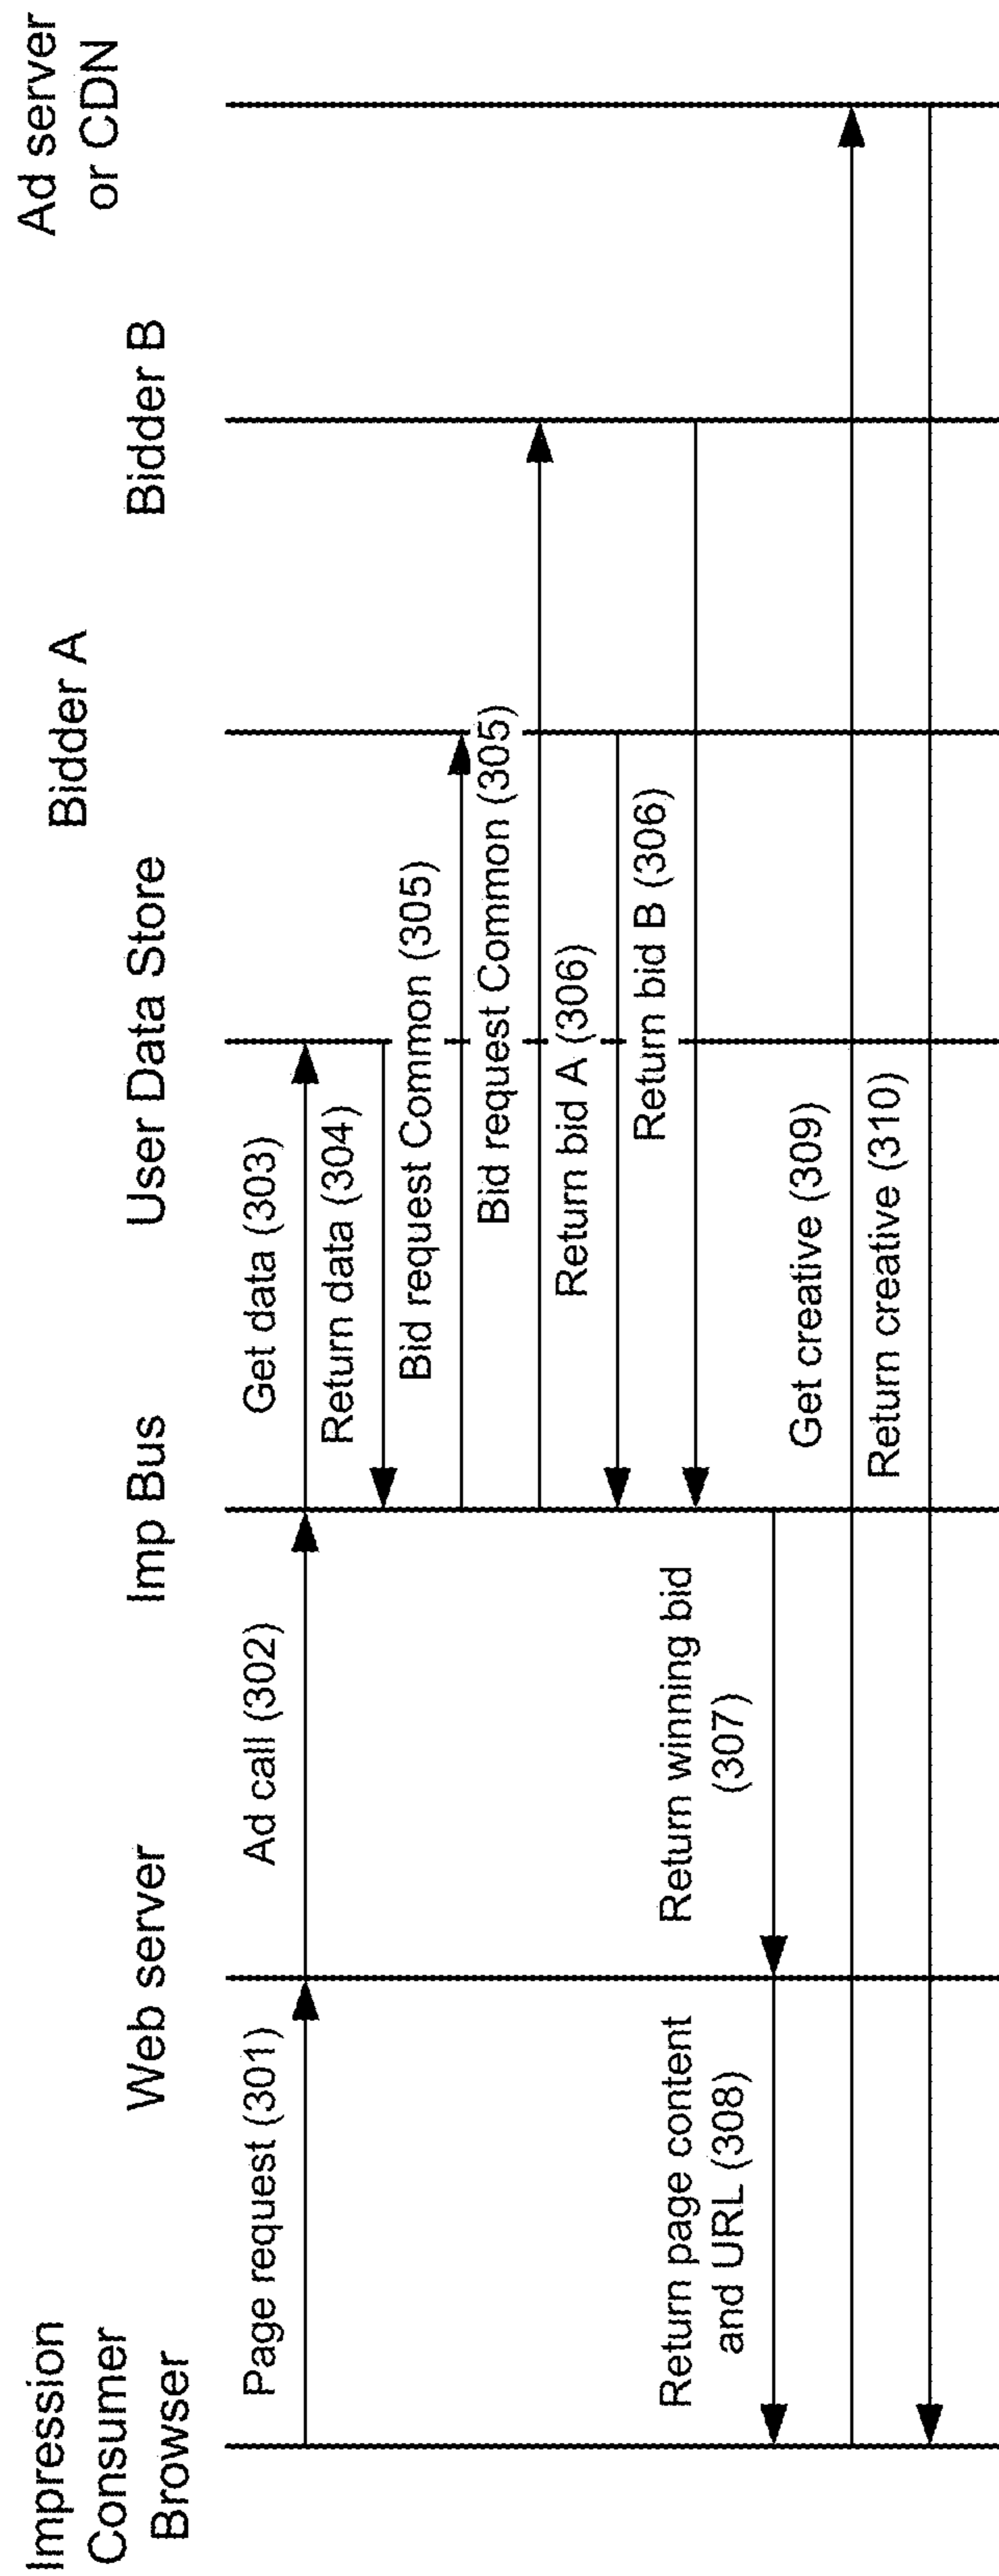 Impression
Consumer
Browser
Web server
Imp Bus
User Data Store
Bidder A
Bidder B
Ad server
or CDN
Page request (301)
Ad call (302)
Get data (303)
Return data (304)
Bid request Common (305)
Bid request Common (305)
Return bid A (306)
Return bid B (306)
Return winning bid
(307)
Return page content
and URL (308)
Get creative (309)
Return creative (310)